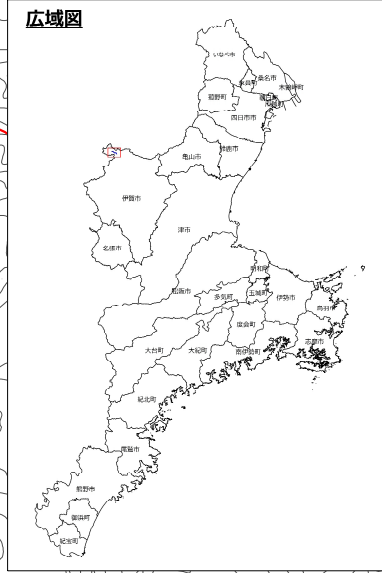 広域図
いなべ市
桑名市
木曽岬町
東員町
菰野町
朝日町
川越町
四日市市
亀山市
鈴鹿市
伊賀市
津市
名張市
松阪市
明和町
多気町
玉城町
伊勢市
鳥羽市
度会町
志摩市
大台町
大紀町
南伊勢町
紀北町
尾鷲市
熊野市
御浜町
紀宝町